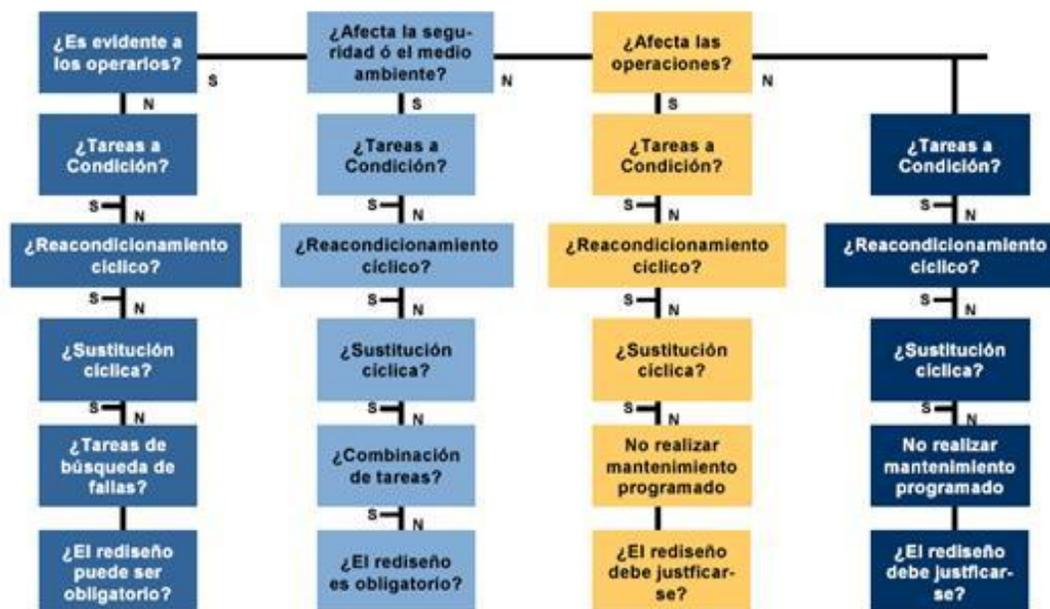 ¿Es evidente a
los operarios?
S
N
¿Afecta la segu-
ridad ó el medio
ambiente?
S
N
¿Afecta las
operaciones?
S
N
¿Tareas a
Condición?
S
N
¿Reacondicionamiento
cíclico?
S
N
¿Sustitución
cíclica?
S
N
¿Tareas de
búsqueda de
fallas?
¿El rediseño
puede ser
obligatorio?
¿Tareas a
Condición?
S
N
¿Reacondicionamiento
cíclico?
S
N
¿Sustitución
cíclica?
S
N
¿Combinación
de tareas?
S
N
¿El rediseño
es obligatorio?
¿Tareas a
Condición?
S
N
¿Reacondicionamiento
cíclico?
S
N
¿Sustitución
cíclica?
S
N
No realizar
mantenimiento
programado
¿El rediseño
debe justficar-
se?
¿Tareas a
Condición?
S
N
¿Reacondicionamiento
cíclico?
S
N
¿Sustitución
cíclica?
S
N
No realizar
mantenimiento
programado
¿El rediseño
debe justficar-
se?